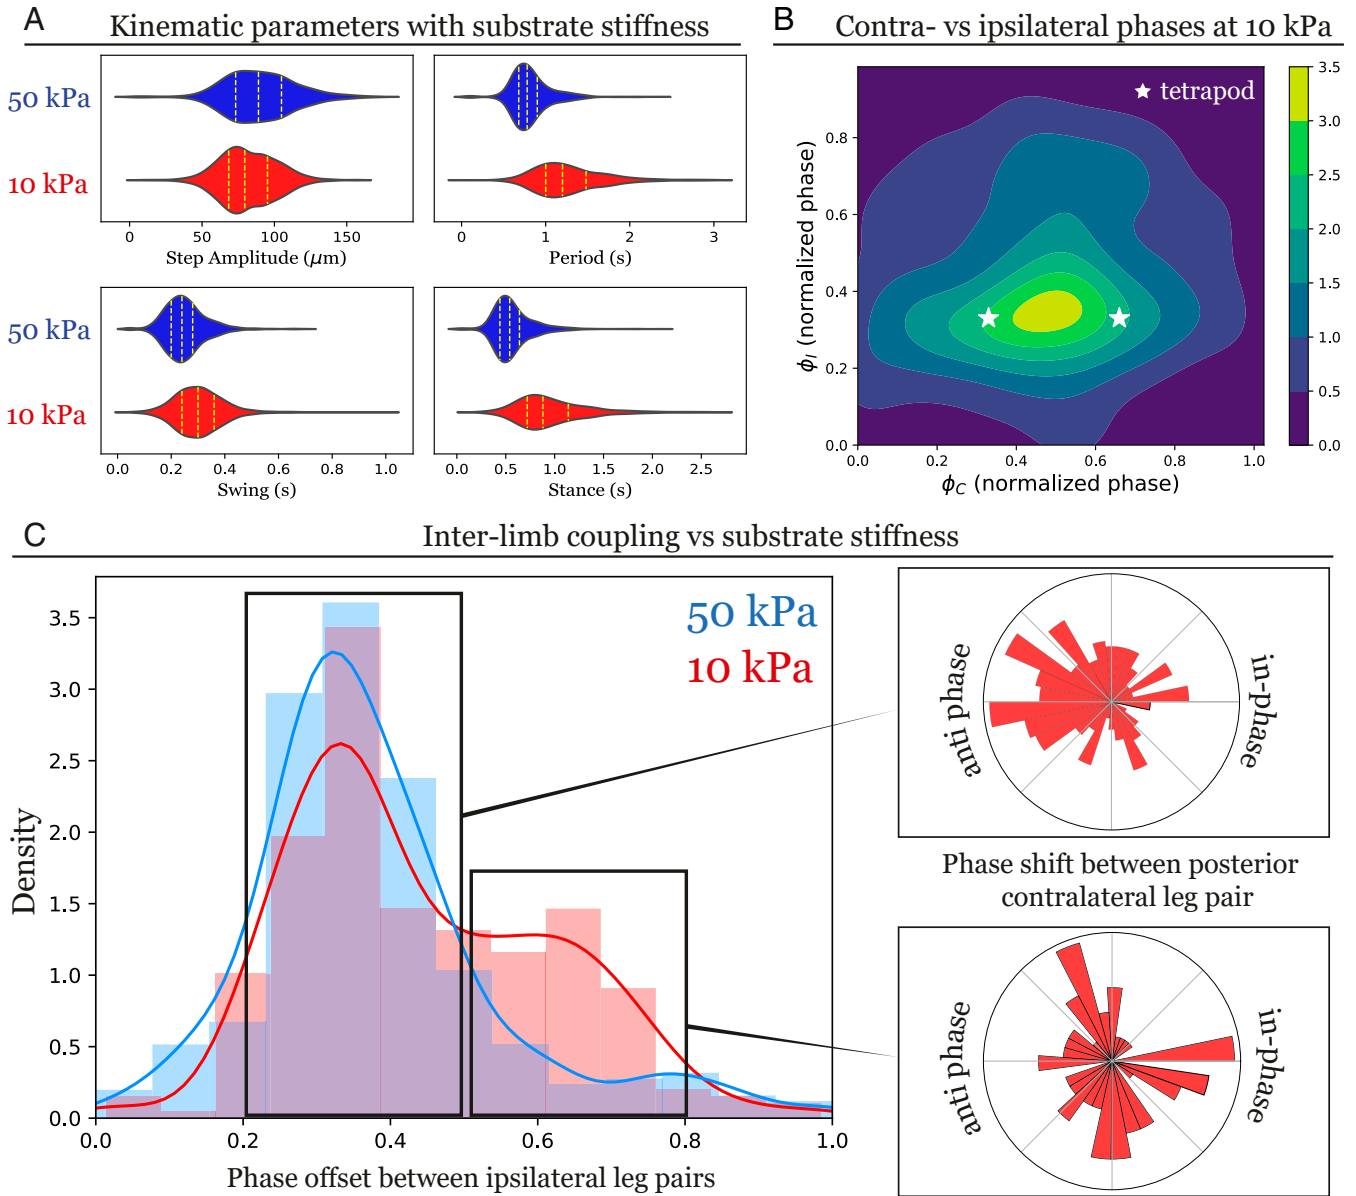 A
Kinematic parameters with substrate stiffness
50 kPa
10 kPa
0 50 100 150
Step Amplitude (μm)
0 1 2 3
Period (s)
50 kPa
10 kPa
0.0 0.2 0.4 0.6 0.8 1.0
Swing (s)
0.0 0.5 1.0 1.5 2.0 2.5
Stance (s)
B
Contra- vs ipsilateral phases at 10 kPa
tetrapod
ϕI (normalized phase)
0.8
0.6
0.4
0.2
0.0
0.0 0.2 0.4 0.6 0.8 1.0
ϕC (normalized phase)
3.5
3.0
2.5
2.0
1.5
1.0
0.5
0.0
C
Inter-limb coupling vs substrate stiffness
50 kPa
10 kPa
Density
3.5
3.0
2.5
2.0
1.5
1.0
0.5
0.0
0.0 0.2 0.4 0.6 0.8 1.0
Phase offset between ipsilateral leg pairs
anti phase
in-phase
Phase shift between posterior
contralateral leg pair
anti phase
in-phase